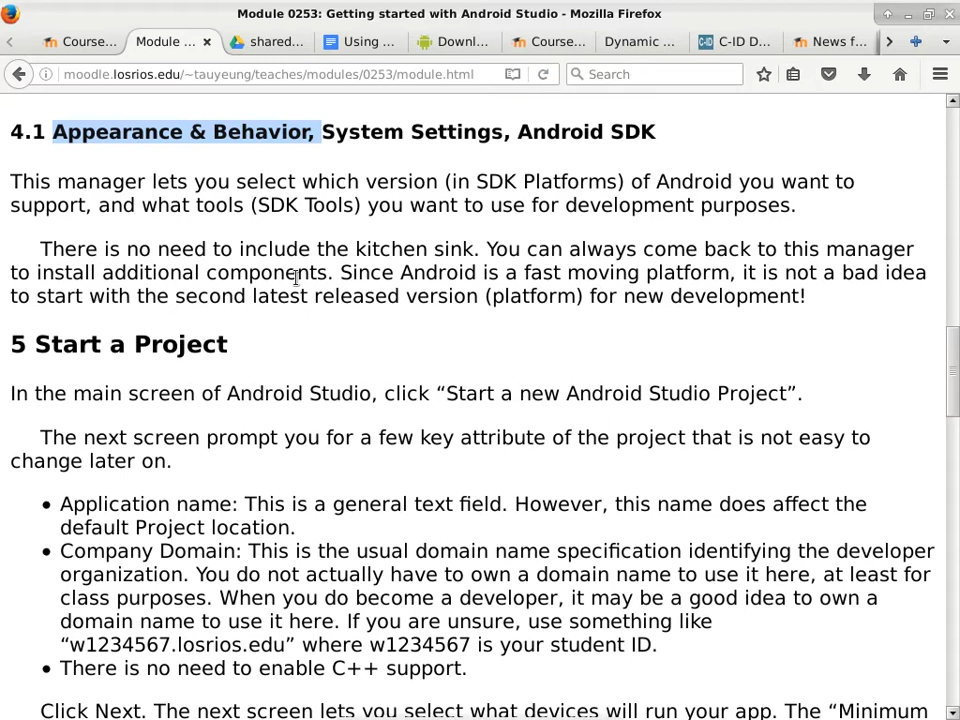 Module 0253: Getting started with Android Studio - Mozilla Firefox
Course... Module ... shared... Using ... Downl... Course... Dynamic ... C-ID D... News f...
moodle.losrios.edu/~tauyeung/teaches/modules/0253/module.html Search
4.1 Appearance & Behavior, System Settings, Android SDK
This manager lets you select which version (in SDK Platforms) of Android you want to
support, and what tools (SDK Tools) you want to use for development purposes.
There is no need to include the kitchen sink. You can always come back to this manager
to install additional components. Since Android is a fast moving platform, it is not a bad idea
to start with the second latest released version (platform) for new development!
5 Start a Project
In the main screen of Android Studio, click “Start a new Android Studio Project”.
The next screen prompt you for a few key attribute of the project that is not easy to
change later on.
• Application name: This is a general text field. However, this name does affect the
default Project location.
• Company Domain: This is the usual domain name specification identifying the developer
organization. You do not actually have to own a domain name to use it here, at least for
class purposes. When you do become a developer, it may be a good idea to own a
domain name to use it here. If you are unsure, use something like
“w1234567.losrios.edu” where w1234567 is your student ID.
• There is no need to enable C++ support.
Click Next. The next screen lets you select what devices will run your app. The “Minimum